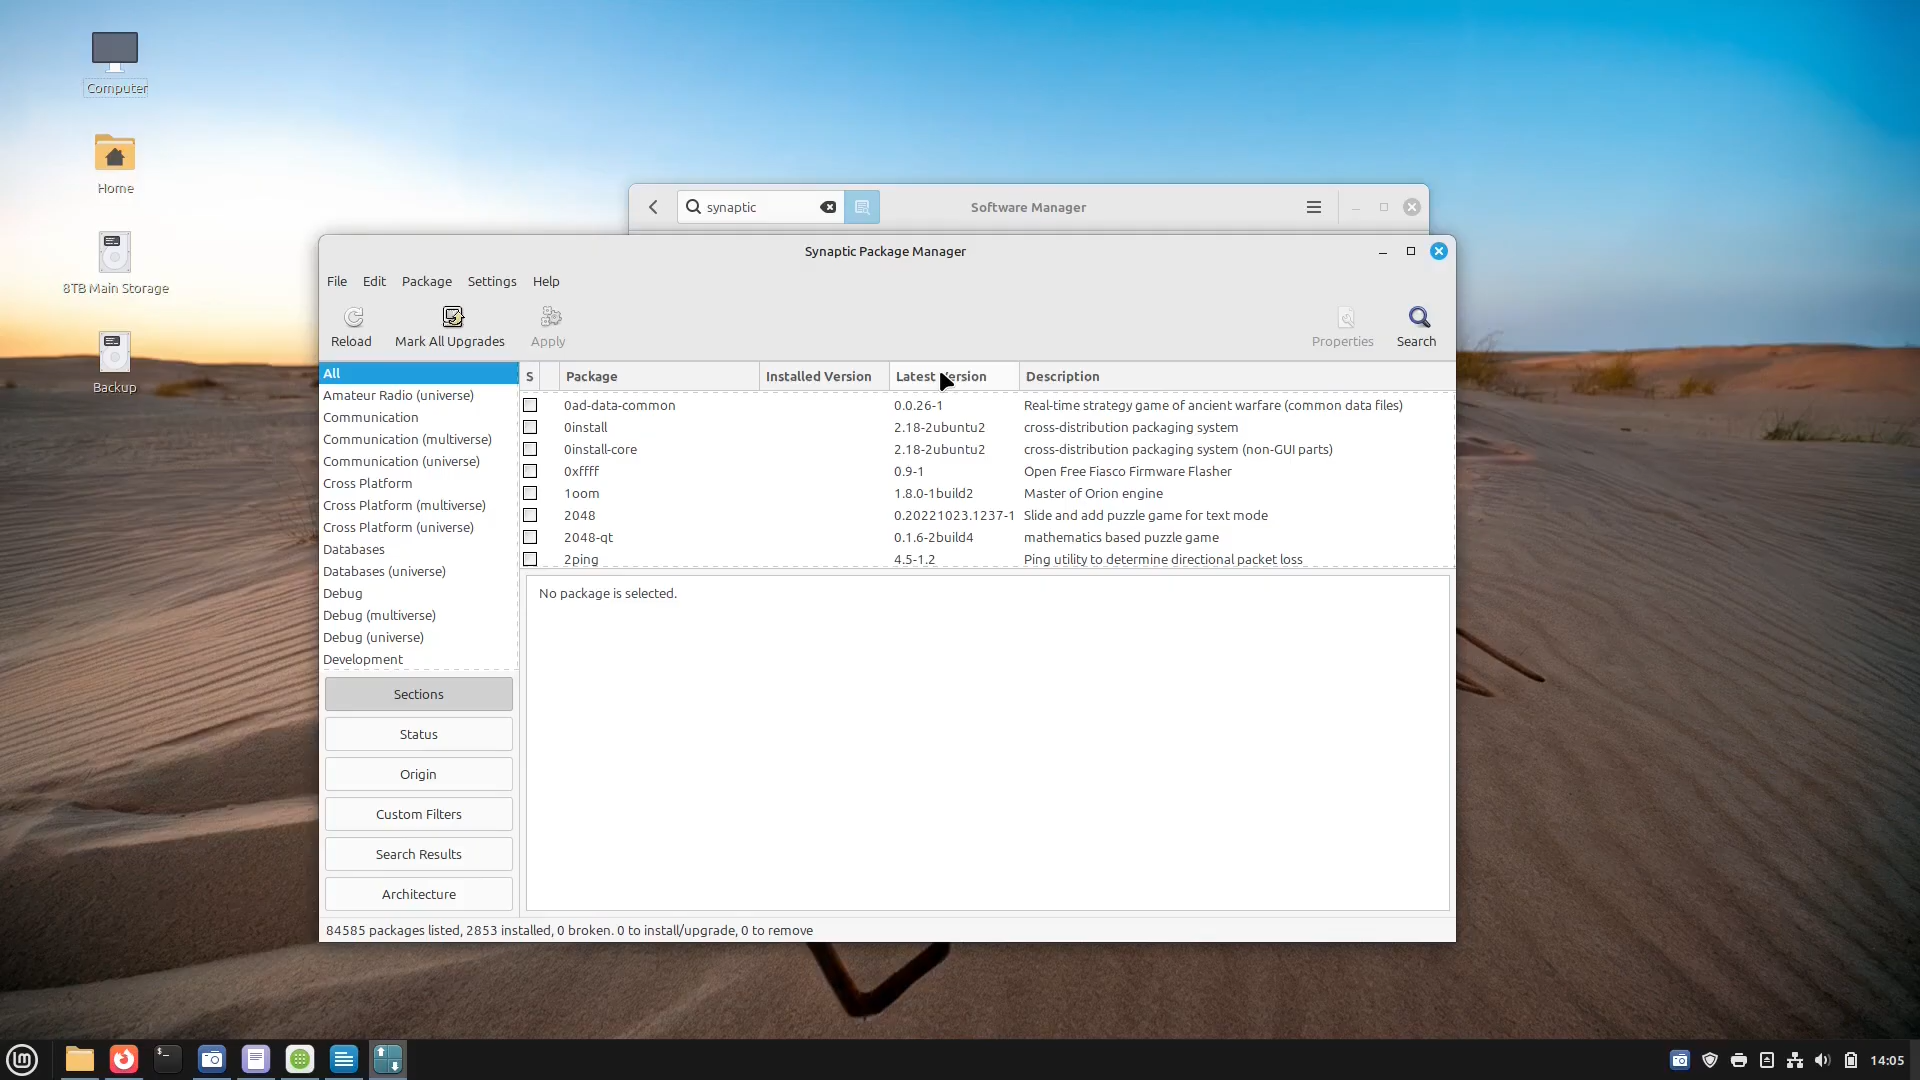 Computer
Home
8TB Main Storage
Backup
synaptic
Software Manager
Synaptic Package Manager
File Edit Package Settings Help
Reload Mark All Upgrades Apply Properties Search
S Package Installed Version Latest Version Description
All
Amateur Radio (universe)
Communication
Communication (multiverse)
Communication (universe)
Cross Platform
Cross Platform (multiverse)
Cross Platform (universe)
Databases
Databases (universe)
Debug
Debug (multiverse)
Debug (universe)
Development
0ad-data-common 0.0.26-1 Real-time strategy game of ancient warfare (common data files)
0install 2.18-2ubuntu2 cross-distribution packaging system
0install-core 2.18-2ubuntu2 cross-distribution packaging system (non-GUI parts)
0xffff 0.9-1 Open Free Fiasco Firmware Flasher
1oom 1.8.0-1build2 Master of Orion engine
2048 0.20221023.1237-1 Slide and add puzzle game for text mode
2048-qt 0.1.6-2build4 mathematics based puzzle game
2ping 4.5-1.2 Ping utility to determine directional packet loss
No package is selected.
Sections
Status
Origin
Custom Filters
Search Results
Architecture
84585 packages listed, 2853 installed, 0 broken. 0 to install/upgrade, 0 to remove
14:05